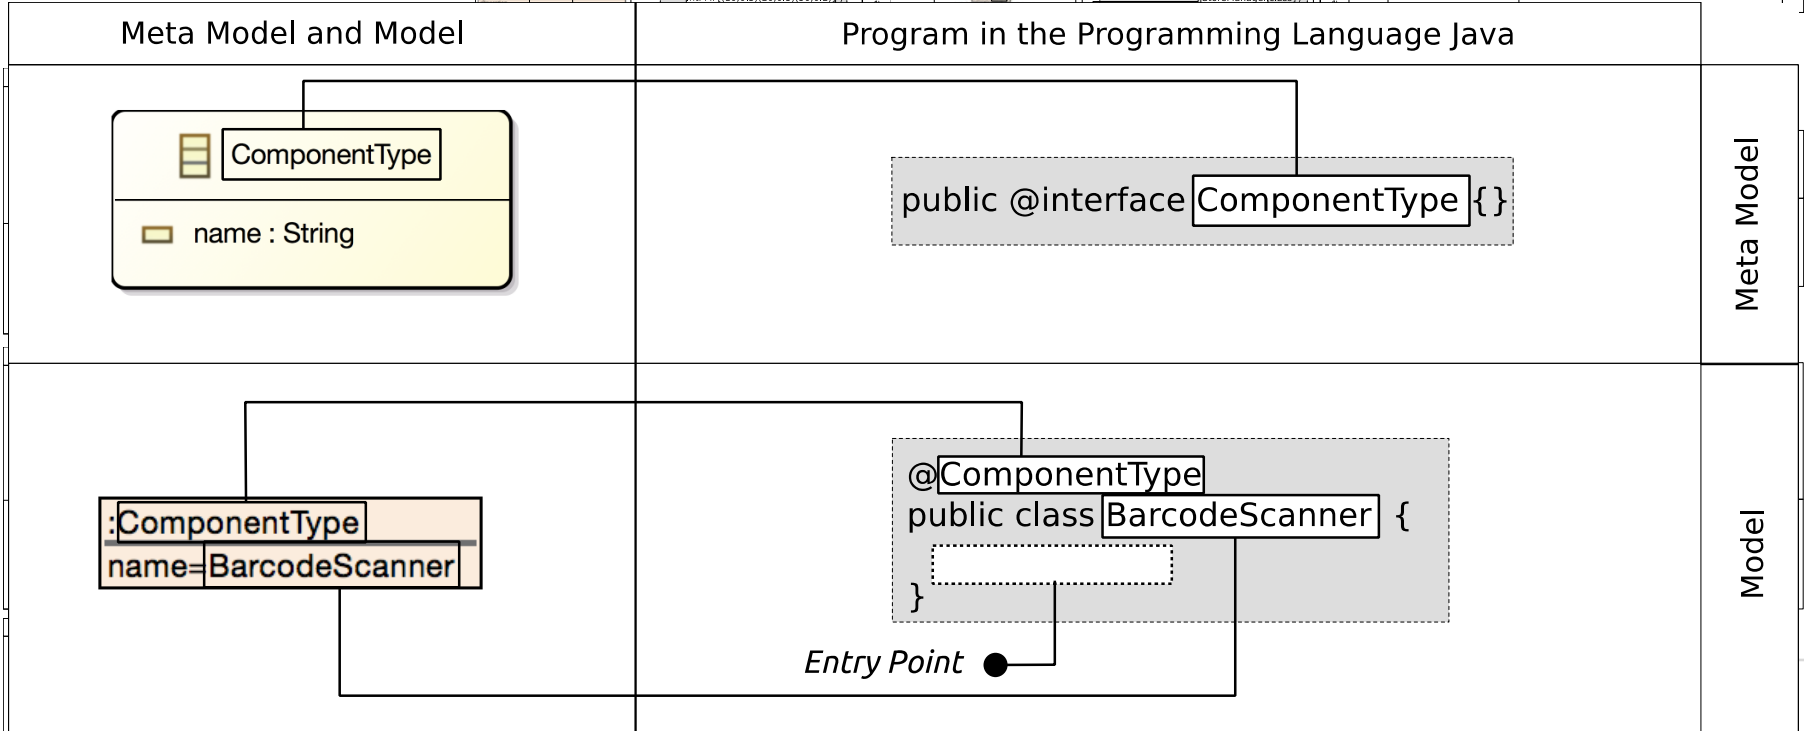 Meta Model and Model
Program in the Programming Language Java
ComponentType
name : String
public @interface ComponentType {}
Meta Model
:ComponentType
name=BarcodeScanner
@ComponentType
public class BarcodeScanner {
}
Entry Point
Model